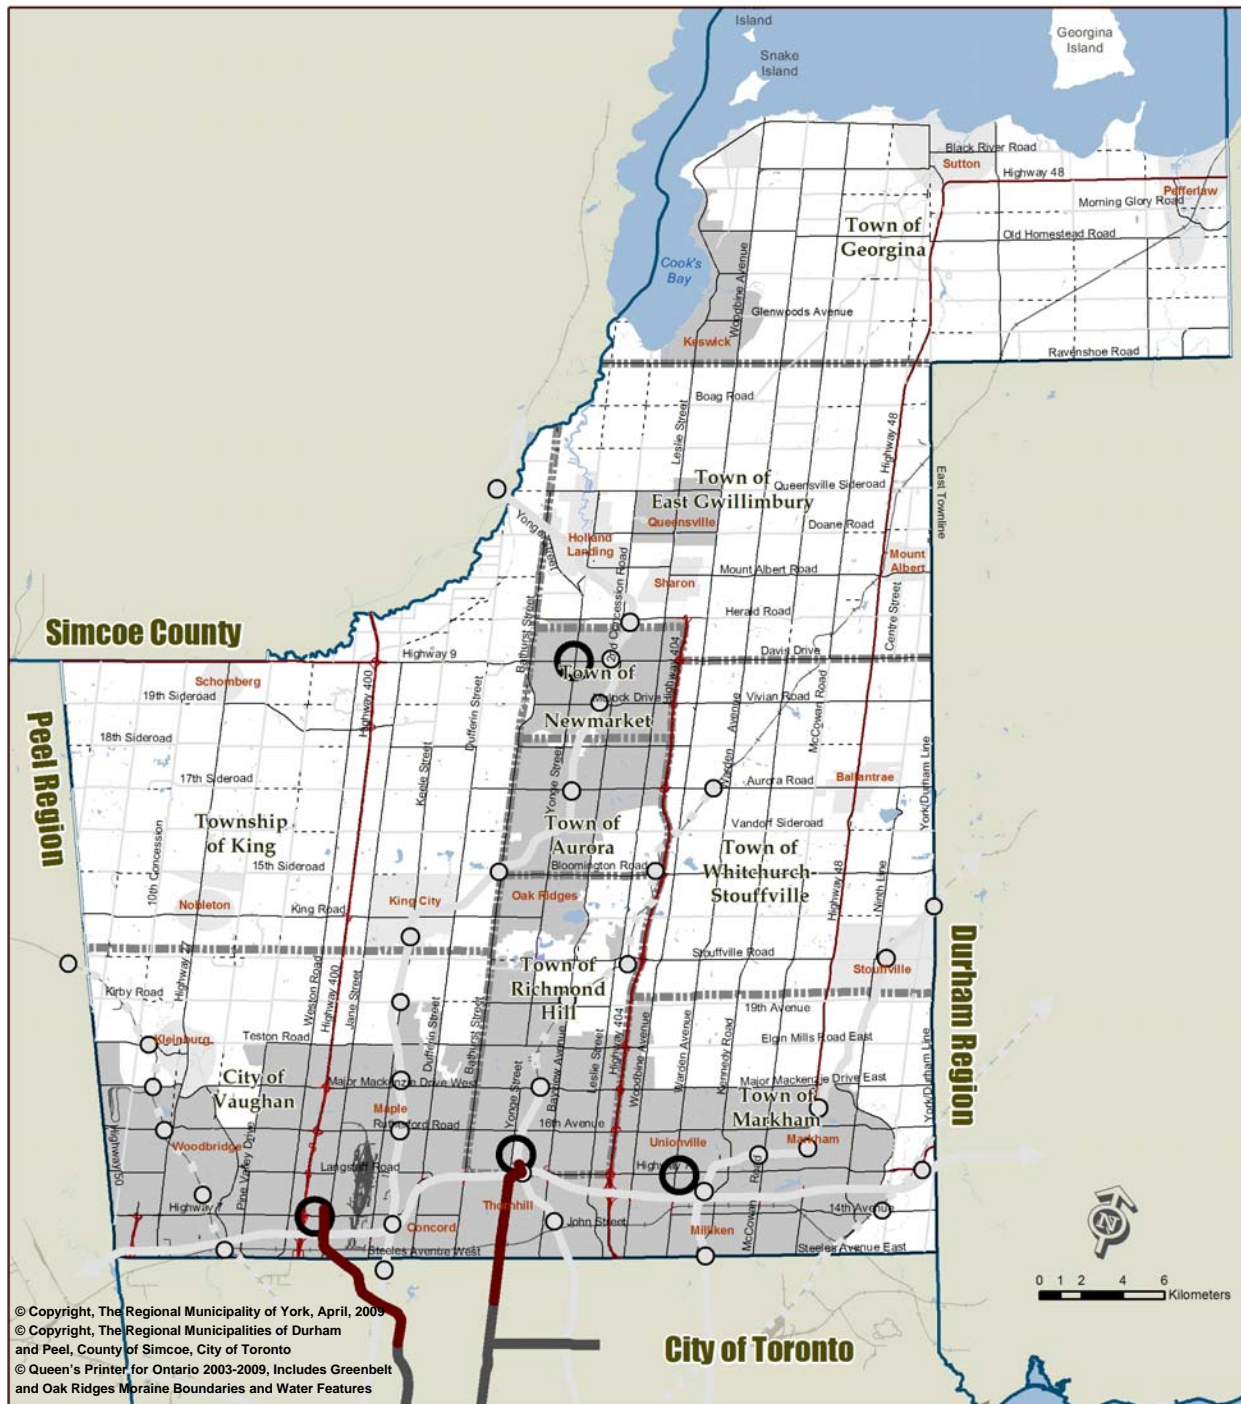 Island
Georgina
Island
Snake
Island
Black River Road
Sutton
Highway 48
Pefferlaw
Morning Glory Road
Town of
Georgina
Old Homestead Road
Cook's
Bay
Woodbine Avenue
Glenwoods Avenue
Keswick
Ravenshoe Road
Boag Road
Leslie Street
Highway 48
East Townline
Town of
East Gwillimbury
Queensville Sideroad
Queensville
Doane Road
Yonge Street
Holland
Landing
2nd Concession Road
Mount
Albert
Mount Albert Road
Sharon
Centre Street
Herald Road
Bathurst Street
Simcoe County
Highway 9
Davis Drive
Highway 404
Town of
Newmarket
Mulock Drive
Vivian Road
Schomberg
19th Sideroad
Highway 400
Dufferin Street
McCowan Road
Warden Avenue
Peel Region
18th Sideroad
17th Sideroad
Keele Street
Yonge Street
Aurora Road
Ballantrae
York/Durham Line
Township
of King
Town of
Aurora
Vandorf Sideroad
Town of
Whitchurch-
Stouffville
10th Concession
15th Sideroad
Bloomington Road
Highway 48
Ninth Line
Nobleton
King Road
King City
Oak Ridges
Durham Region
Highway 27
Weston Road
Highway 400
Jane Street
Stouffville Road
Stouffville
Town of
Richmond
Hill
Kirby Road
19th Avenue
Kleinburg
Teston Road
Dufferin Street
Bathurst Street
Bayview Avenue
Leslie Street
Highway 404
Woodbine Avenue
Warden Avenue
Kennedy Road
Elgin Mills Road East
York/Durham Line
City of
Vaughan
Major Mackenzie Drive West
Major Mackenzie Drive East
Town of
Markham
Maple
Yonge Street
Rutherford Road
16th Avenue
Unionville
Markham
Woodbridge
Highway 50
Pine Valley Drive
Langstaff Road
Highway 7
McCowan Road
Highway 7
Thornhill
14th Avenue
Concord
John Street
Milliken
Steeles Avenue West
Steeles Avenue East
N
0 1 2 4 6
Kilometers
© Copyright, The Regional Municipality of York, April, 2009
© Copyright, The Regional Municipalities of Durham
and Peel, County of Simcoe, City of Toronto
© Queen's Printer for Ontario 2003-2009, Includes Greenbelt
and Oak Ridges Moraine Boundaries and Water Features
City of Toronto